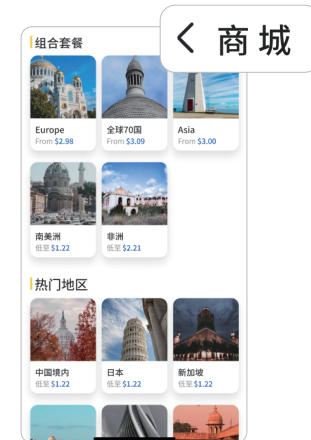 商城
组合套餐
Europe
From $2.98
全球70国
From $3.09
Asia
From $3.00
南美洲
低至 $1.22
非洲
低至 $2.21
热门地区
中国境内
低至 $1.22
日本
低至 $1.22
新加坡
低至 $1.22